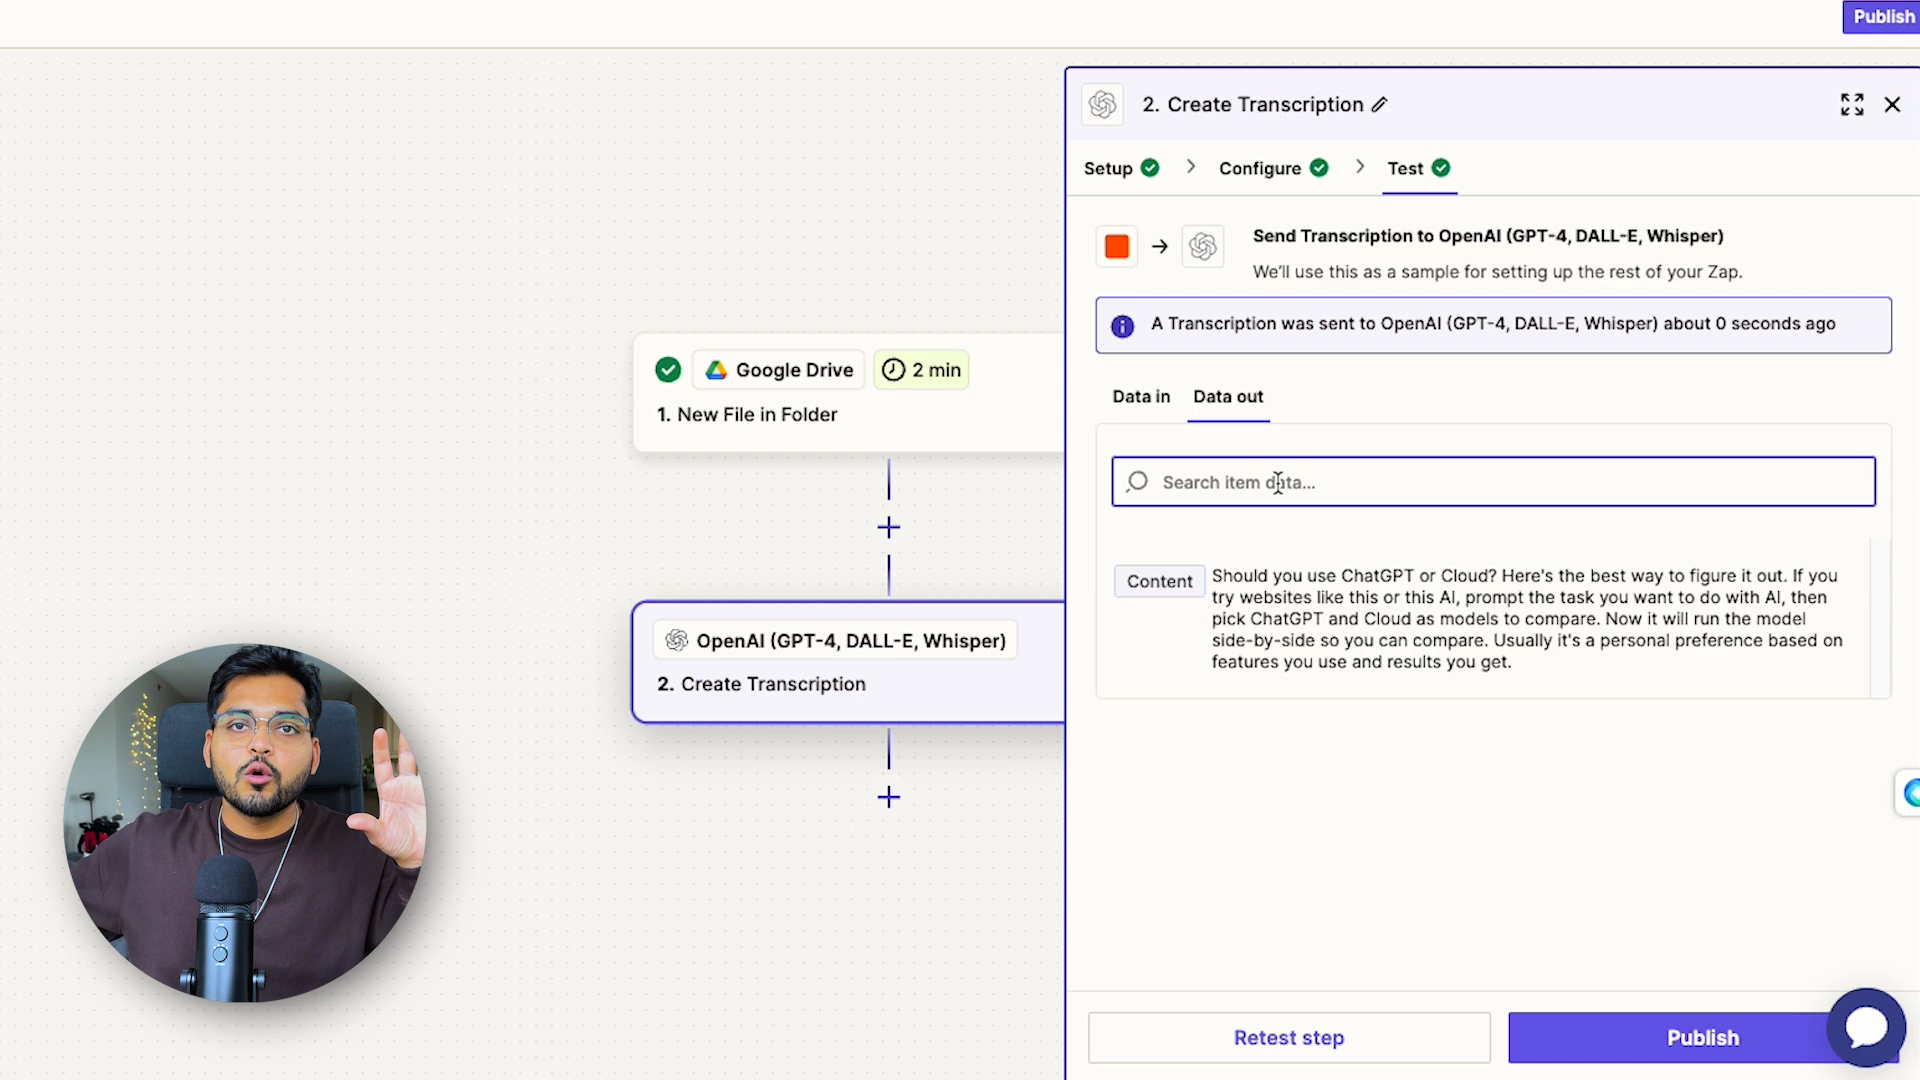 Publish
2. Create Transcription
Setup
Configure
Test
Send Transcription to OpenAI (GPT-4, DALL-E, Whisper)
We'll use this as a sample for setting up the rest of your Zap.
A Transcription was sent to OpenAI (GPT-4, DALL-E, Whisper) about 0 seconds ago
Data in
Data out
Search item data...
Content
Should you use ChatGPT or Cloud? Here's the best way to figure it out. If you
try websites like this or this AI, prompt the task you want to do with AI, then
pick ChatGPT and Cloud as models to compare. Now it will run the model
side-by-side so you can compare. Usually it's a personal preference based on
features you use and results you get.
Google Drive
2 min
1. New File in Folder
OpenAI (GPT-4, DALL-E, Whisper)
2. Create Transcription
Retest step
Publish